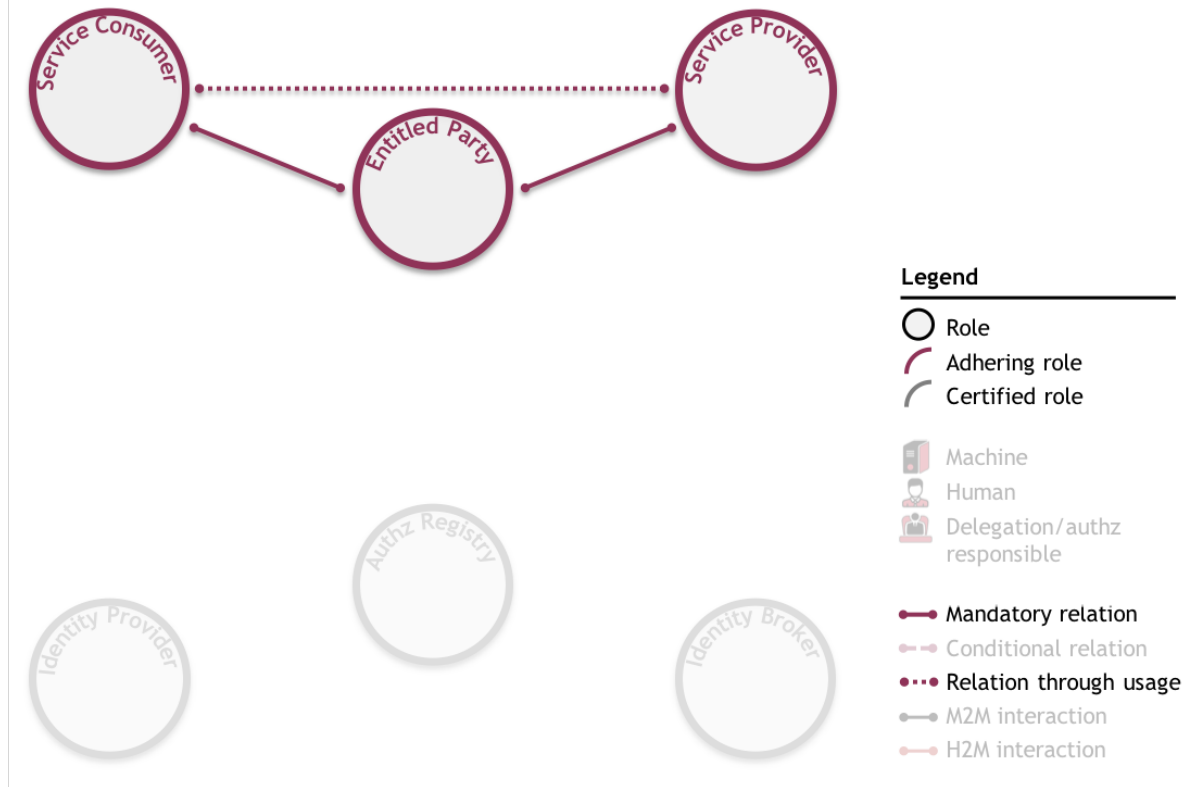 Service Consumer
Service Provider
Entitled Party
Legend
Role
Adhering role
Certified role
Machine
Human
Delegation/authz
responsible
Authz Registry
Identity Provider
Identity Broker
Mandatory relation
Conditional relation
Relation through usage
M2M interaction
H2M interaction